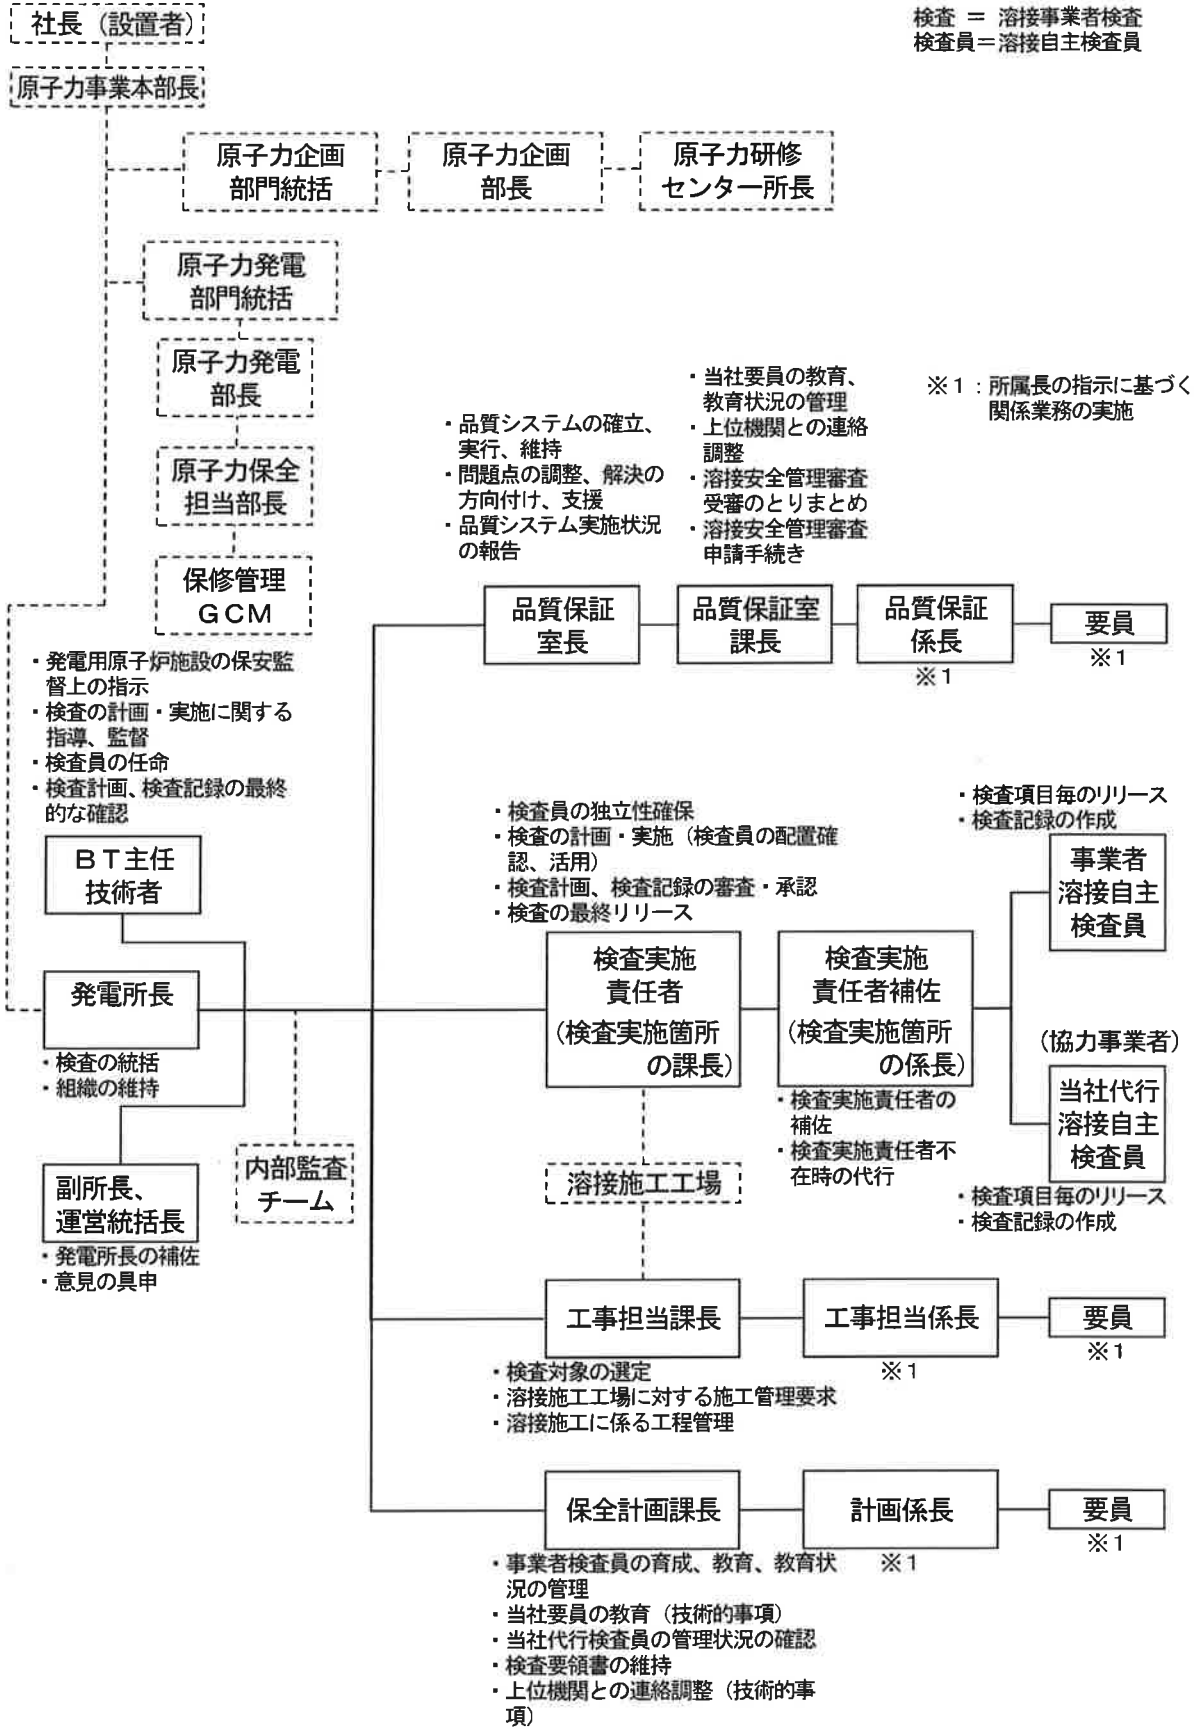 社長（設置者）
検査 ＝ 溶接事業者検査
検査員＝溶接自主検査員
原子力事業本部長
原子力企画
部門統括
原子力企画
部長
原子力研修
センター所長
原子力発電
部門統括
原子力発電
部長
原子力保全
担当部長
保修管理
ＧＣＭ
※１：所属長の指示に基づく
関係業務の実施
・品質システムの確立、
実行、維持
・問題点の調整、解決の
方向付け、支援
・品質システム実施状況
の報告
・当社要員の教育、
教育状況の管理
・上位機関との連絡
調整
・溶接安全管理審査
受審のとりまとめ
・溶接安全管理審査
申請手続き
品質保証
室長
品質保証室
課長
品質保証
係長
※１
要員
※１
・発電用原子炉施設の保安監
督上の指示
・検査の計画・実施に関する
指導、監督
・検査員の任命
・検査計画、検査記録の最終
的な確認
ＢＴ主任
技術者
発電所長
・検査の統括
・組織の維持
副所長、
運営統括長
・発電所長の補佐
・意見の具申
内部監査
チーム
・検査員の独立性確保
・検査の計画・実施（検査員の配置確
認、活用）
・検査計画、検査記録の審査・承認
・検査の最終リリース
検査実施
責任者
（検査実施箇所
の課長）
検査実施
責任者補佐
（検査実施箇所
の係長）
・検査実施責任者の
補佐
・検査実施責任者不
在時の代行
・検査項目毎のリリース
・検査記録の作成
事業者
溶接自主
検査員
（協力事業者）
当社代行
溶接自主
検査員
・検査項目毎のリリース
・検査記録の作成
溶接施工工場
工事担当課長
・検査対象の選定
・溶接施工工場に対する施工管理要求
・溶接施工に係る工程管理
工事担当係長
※１
要員
※１
保全計画課長
・事業者検査員の育成、教育、教育状
況の管理
・当社要員の教育（技術的事項）
・当社代行検査員の管理状況の確認
・検査要領書の維持
・上位機関との連絡調整（技術的事
項）
計画係長
※１
要員
※１